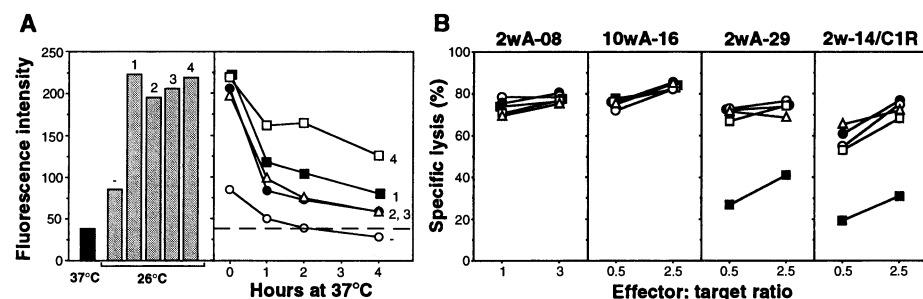 A
B
2wA-08 10wA-16 2wA-29 2w-14/C1R
Fluorescence intensity
250
200
150
100
50
0
- 1 2 3 4
4
1
2, 3
-
37°C 26°C
0 1 2 3 4
Hours at 37°C
Specific lysis (%)
100
80
60
40
20
0
1 3 0.5 2.5 0.5 2.5 0.5 2.5
Effector: target ratio